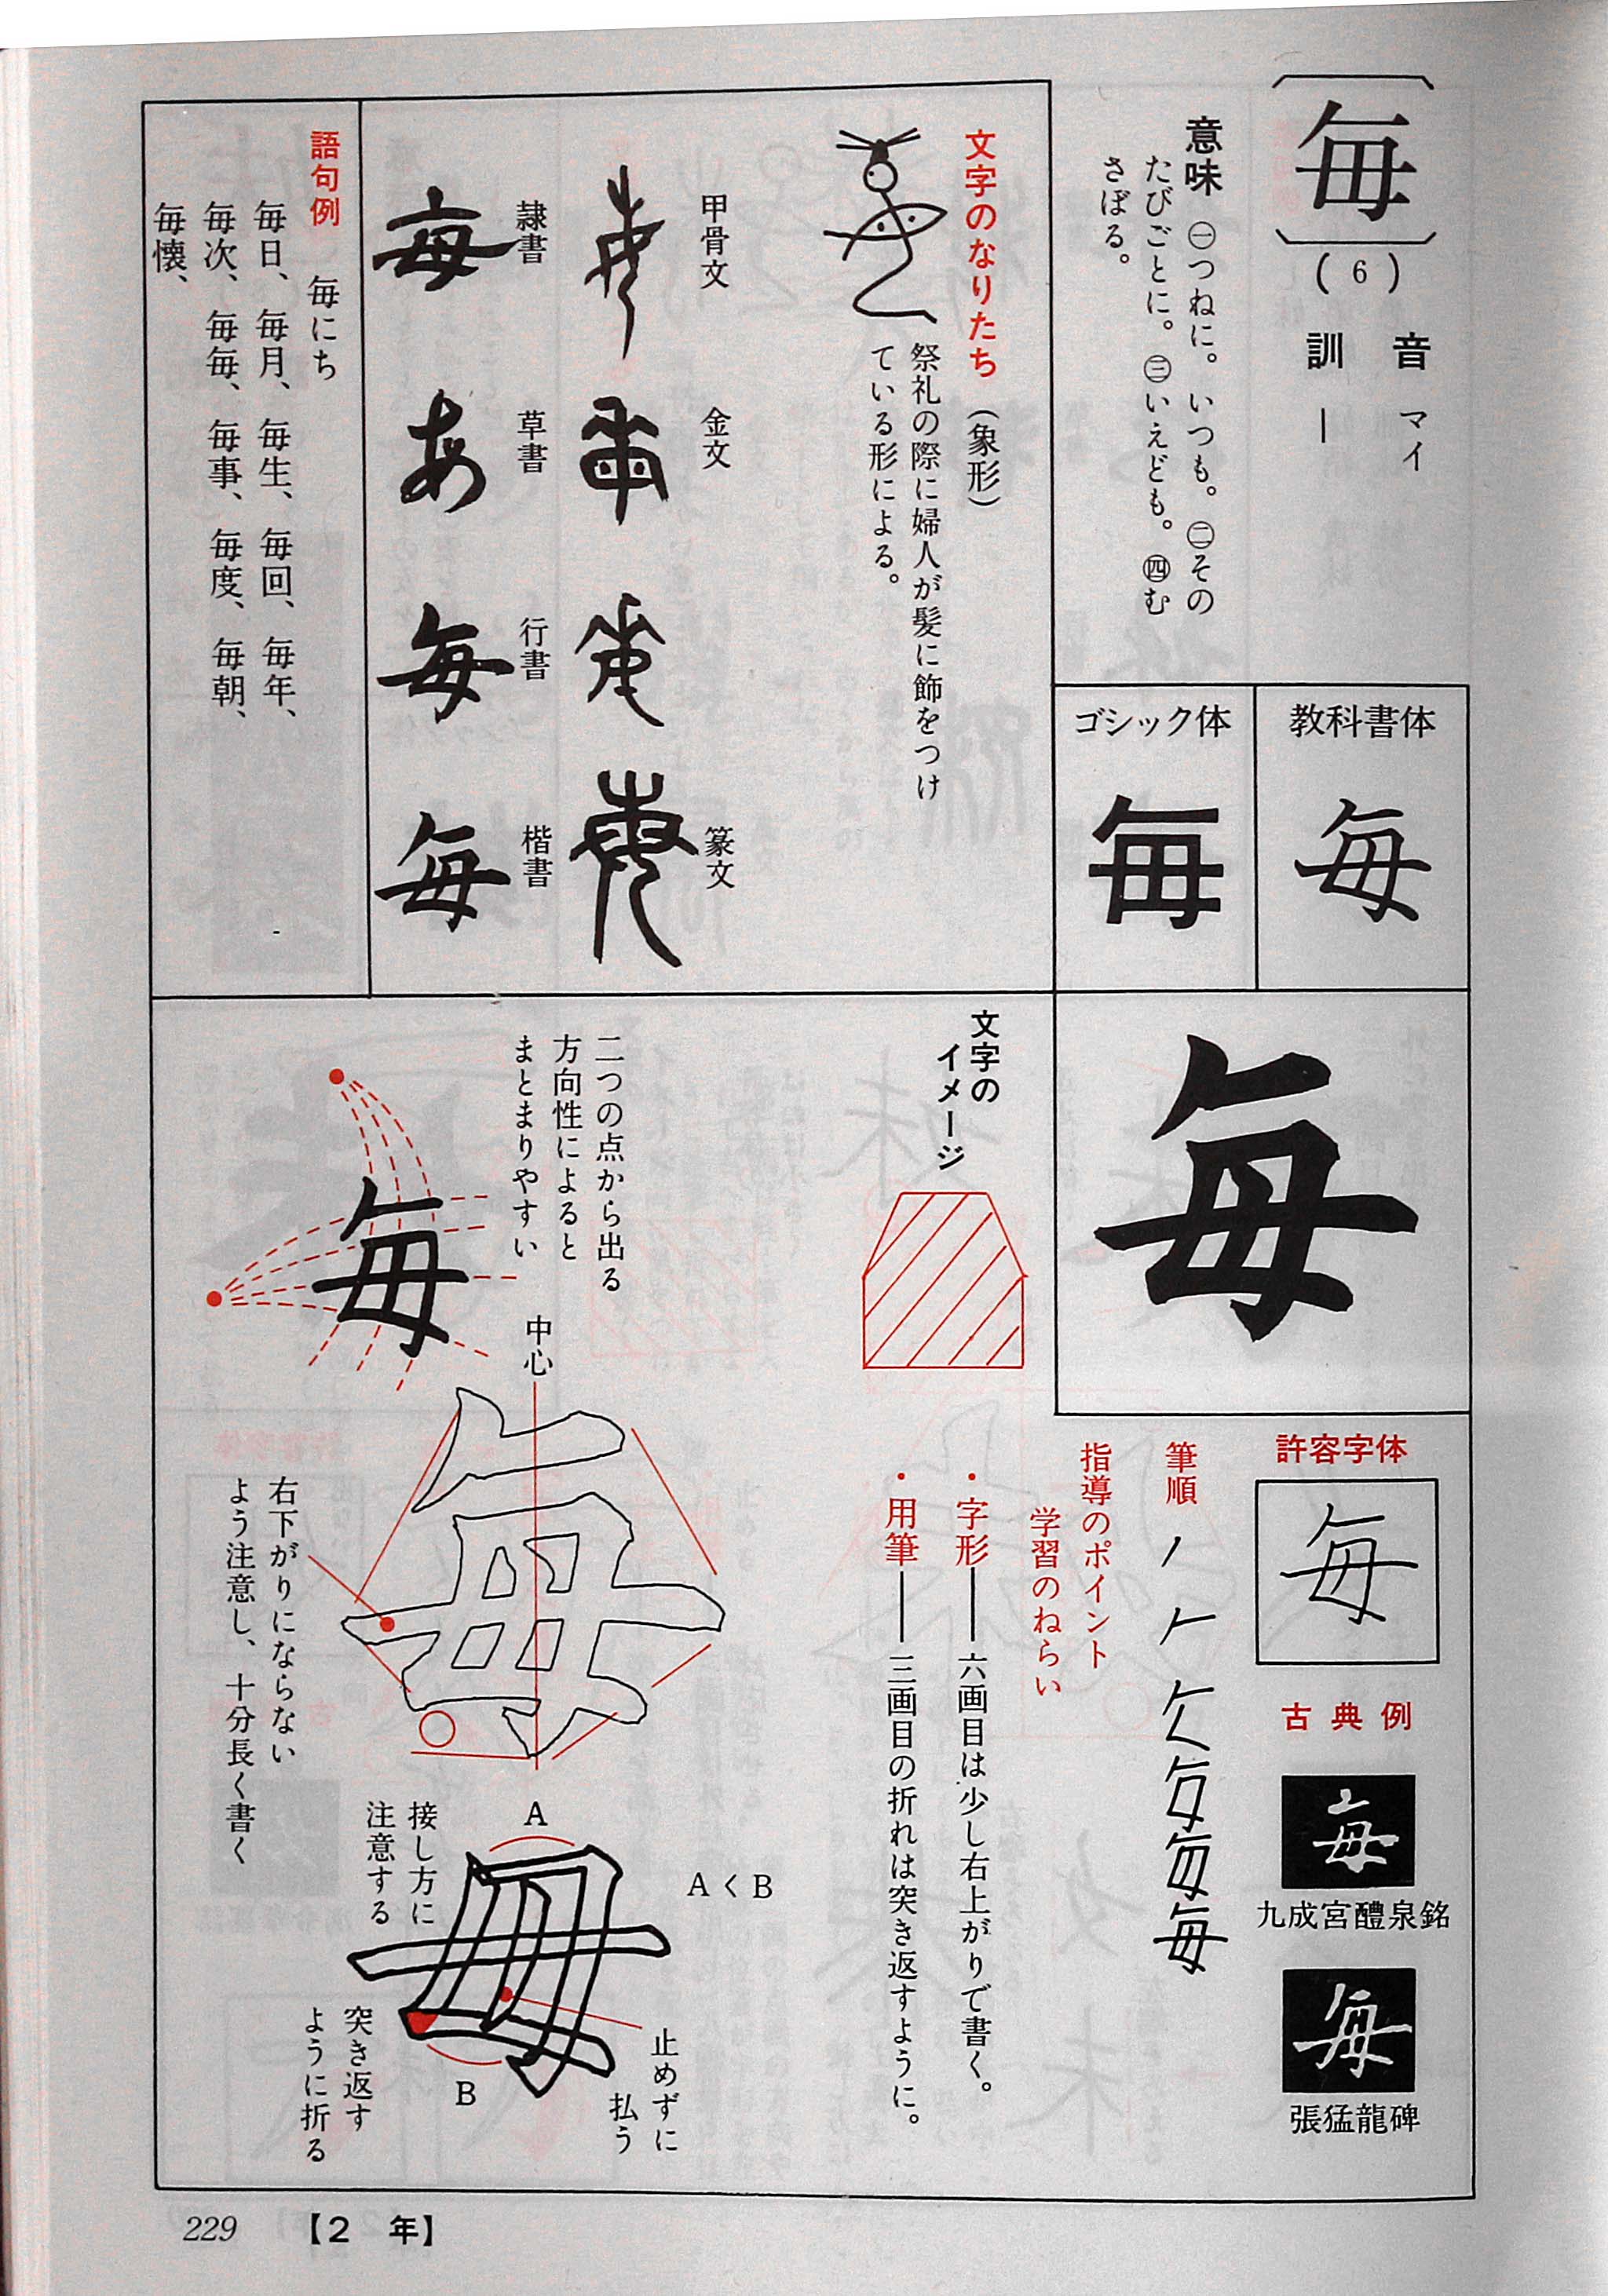 毎
(6)
音 マイ
訓 ―
意味 ㊀つねに。いつも。㊁その
たびごとに。㊂いえども。㊃む
さぼる。
教科書体
毎
ゴシック体
毎
文字のなりたち(象形)
祭礼の際に婦人が髪に飾をつけ
ている形による。
甲骨文
金文
篆文
隷書
草書
行書
楷書
毎
毎
毎
語句例 毎にち
毎日、毎月、毎生、毎回、毎年、
毎次、毎毎、毎事、毎度、毎朝、
毎懐、
毎
許容字体
毎
古典例
毎
九成宮醴泉銘
毎
張猛龍碑
筆順
毎
指導のポイント
学習のねらい
・字形――六画目は少し右上がりで書く。
・用筆――三画目の折れは突き返すように。
文字の
イメージ
二つの点から出る
方向性によると
まとまりやすい
毎
中心
右下がりにならない
よう注意し、十分長く書く
A
A<B
接し方に
注意する
B
止めずに
払う
突き返す
ように折る
229 【2 年】